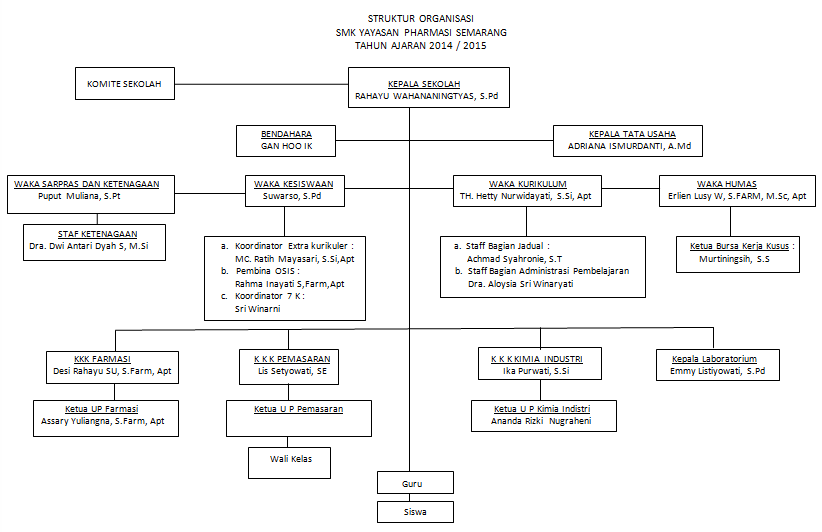 STRUKTUR ORGANISASI
SMK YAYASAN PHARMASI SEMARANG
TAHUN AJARAN 2014 / 2015
KOMITE SEKOLAH
KEPALA SEKOLAH
RAHAYU WAHANANINGTYAS, S.Pd
BENDAHARA
GAN HOO IK
KEPALA TATA USAHA
ADRIANA ISMURDANTI, A.Md
WAKA SARPRAS DAN KETENAGAAN
Puput Muliana, S.Pt
WAKA KESISWAAN
Suwarso, S.Pd
WAKA KURIKULUM
TH. Hetty Nurwidayati, S.Si, Apt
WAKA HUMAS
Erlien Lusy W, S.FARM, M.Sc, Apt
STAF KETENAGAAN
Dra. Dwi Antari Dyah S, M.Si
a. Koordinator Extra kurikuler :
MC. Ratih Mayasari, S.Si,Apt
b. Pembina OSIS :
Rahma Inayati S,Farm,Apt
c. Koordinator 7 K :
Sri Winarni
a. Staff Bagian Jadual :
Achmad Syahronie, S.T
b. Staff Bagian Administrasi Pembelajaran
Dra. Aloysia Sri Winaryati
Ketua Bursa Kerja Kusus :
Murtiningsih, S.S
KKK FARMASI
Desi Rahayu SU, S.Farm, Apt
K K K PEMASARAN
Lis Setyowati, SE
K K K KIMIA INDUSTRI
Ika Purwati, S.Si
Kepala Laboratorium
Emmy Listiyowati, S.Pd
Ketua UP Farmasi
Assary Yuliangna, S.Farm, Apt
Ketua U P Pemasaran
Ketua U P Kimia Indistri
Ananda Rizki Nugraheni
Wali Kelas
Guru
Siswa